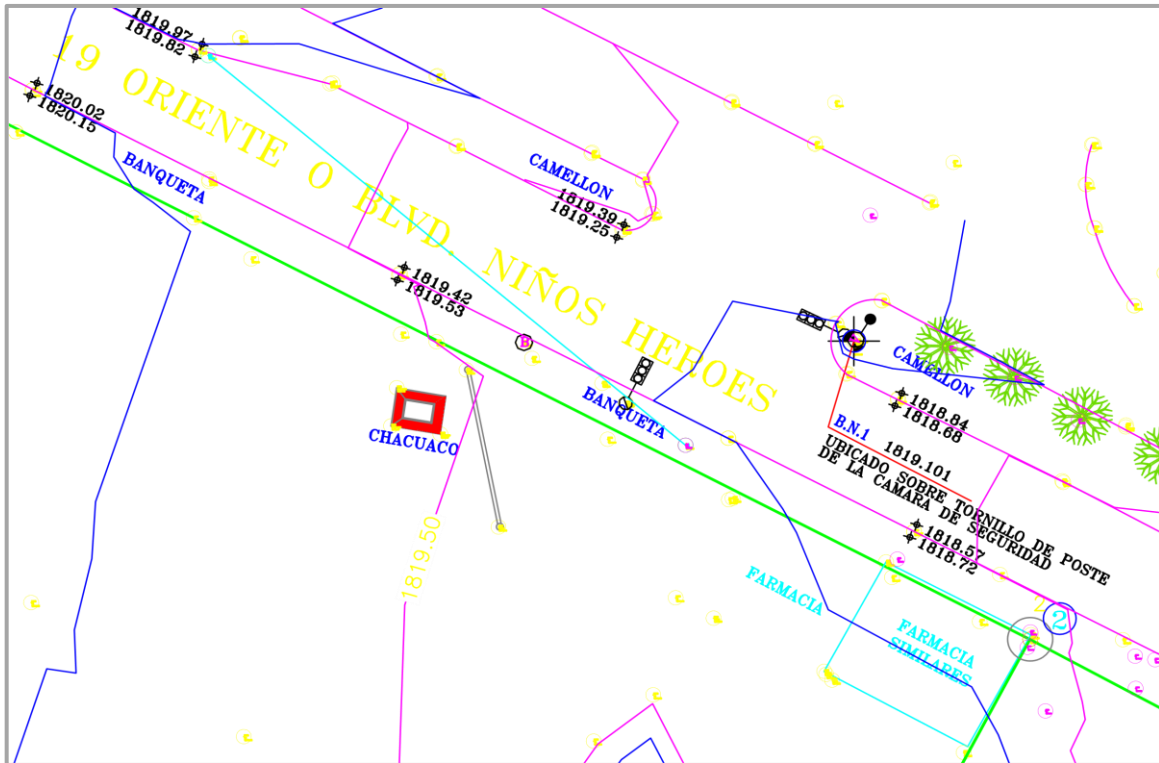 1819.97
1819.82
19 ORIENTE O BLVD. NIÑOS HEROES
1820.02
1820.15
BANQUETA
CAMELLON
1819.39
1819.25
1819.42
1819.53
B
CAMELLON
BANQUETA
CHACUACO
1818.84
1818.68
B.N.1 1819.101
UBICADO SOBRE TORNILLO DE POSTE
DE LA CAMARA DE SEGURIDAD
1819.50
1818.57
1818.72
FARMACIA
FARMACIA
SIMILARES
2
2